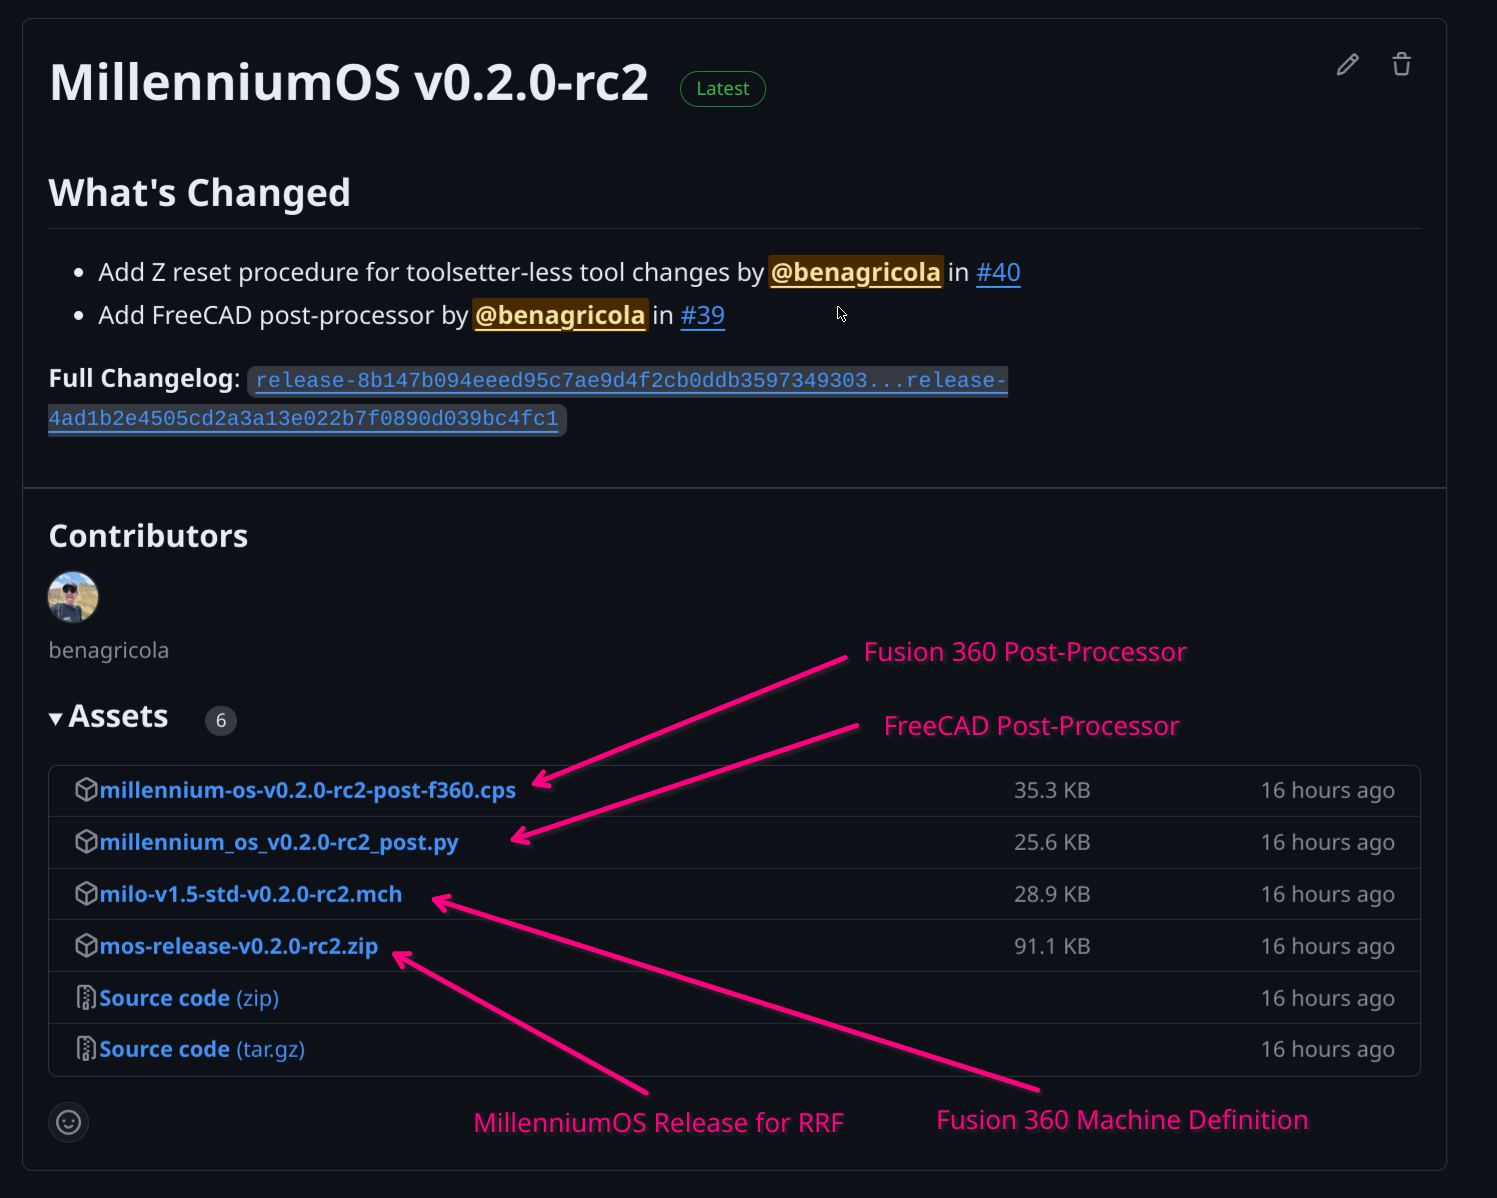 MillenniumOS v0.2.0-rc2 Latest
What's Changed
Add Z reset procedure for toolsetter-less tool changes by @benagricola in #40
Add FreeCAD post-processor by @benagricola in #39
Full Changelog: release-8b147b094eeed95c7ae9d4f2cb0ddb3597349303...release-
4ad1b2e4505cd2a3a13e022b7f0890d039bc4fc1
Contributors
benagricola
Fusion 360 Post-Processor
Assets 6
FreeCAD Post-Processor
millennium-os-v0.2.0-rc2-post-f360.cps 35.3 KB 16 hours ago
millennium_os_v0.2.0-rc2_post.py 25.6 KB 16 hours ago
milo-v1.5-std-v0.2.0-rc2.mch 28.9 KB 16 hours ago
mos-release-v0.2.0-rc2.zip 91.1 KB 16 hours ago
Source code (zip) 16 hours ago
Source code (tar.gz) 16 hours ago
MillenniumOS Release for RRF
Fusion 360 Machine Definition